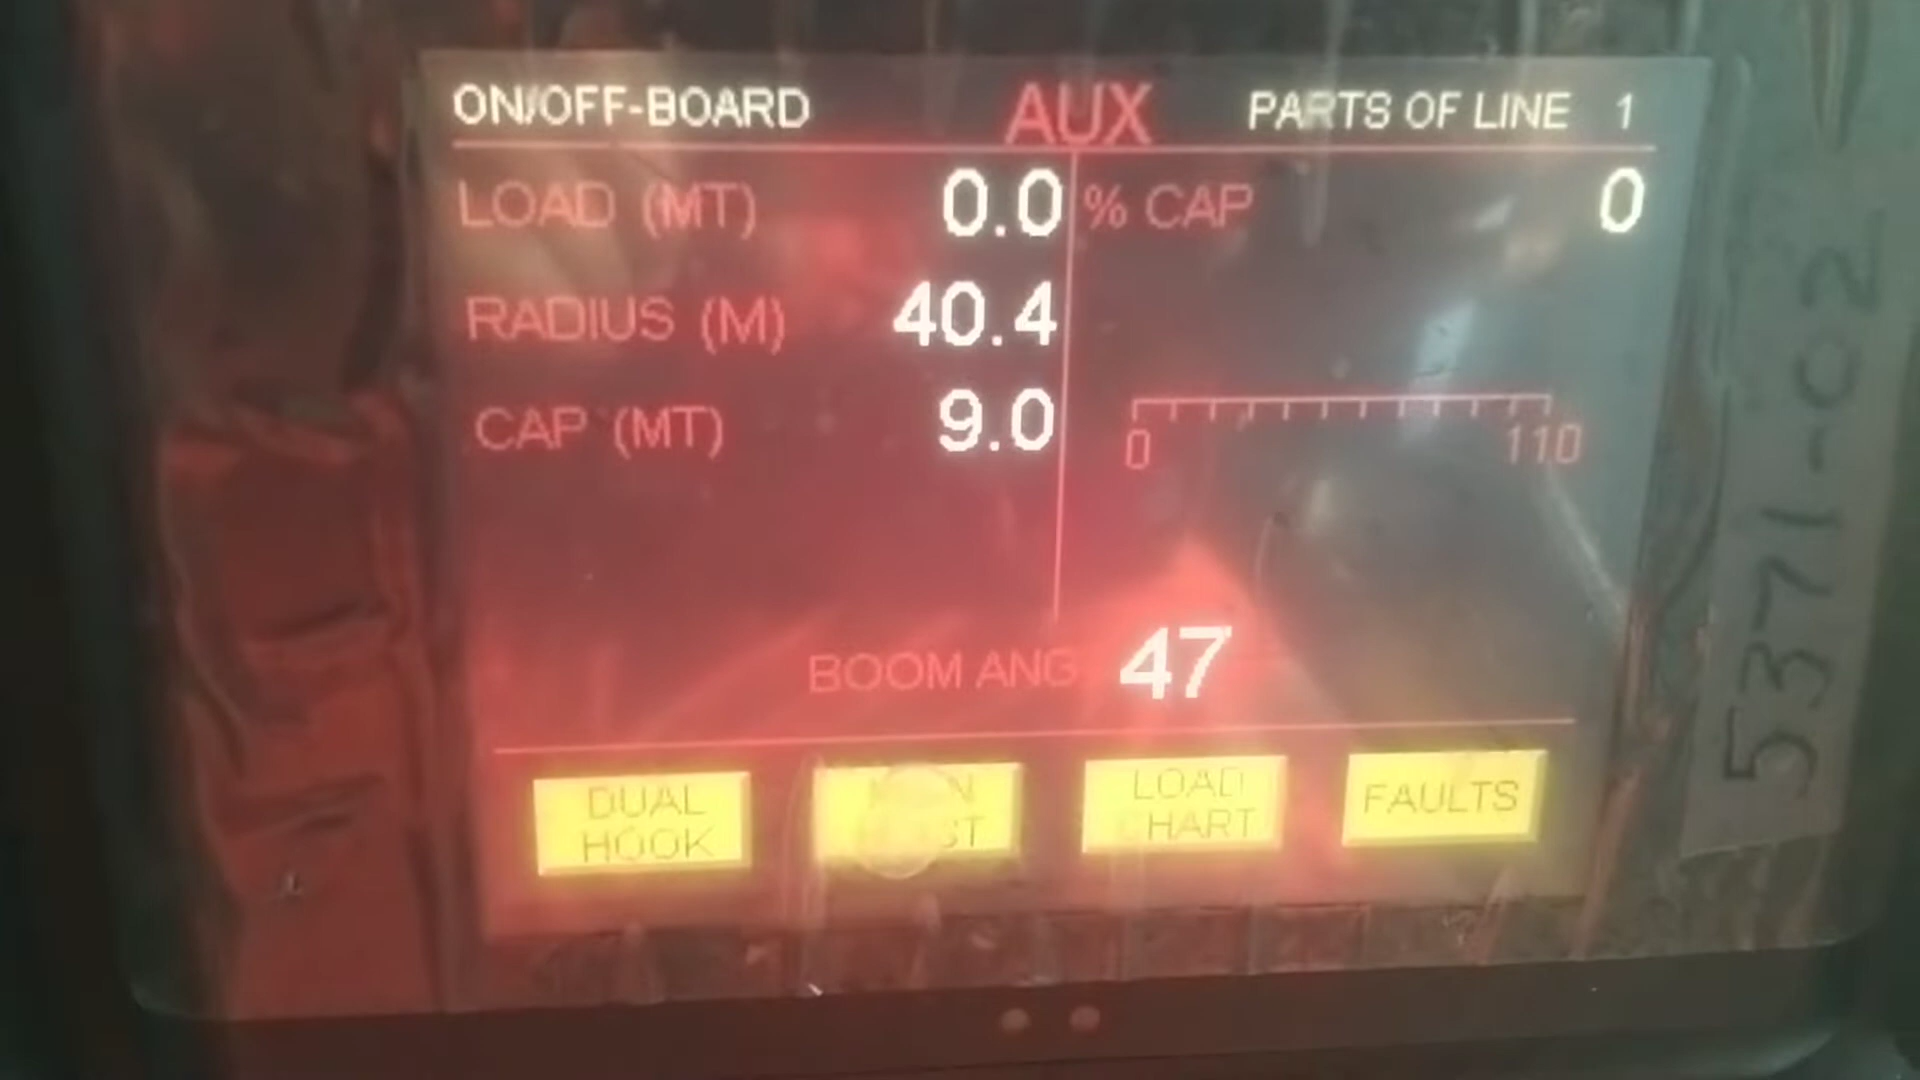 ON/OFF-BOARD AUX PARTS OF LINE 1
LOAD (MT) 0.0 % CAP 0
RADIUS (M) 40.4
CAP (MT) 9.0
0 110
BOOM ANG 47
DUAL HOOK
LOAD CHART
FAULTS
5371-02